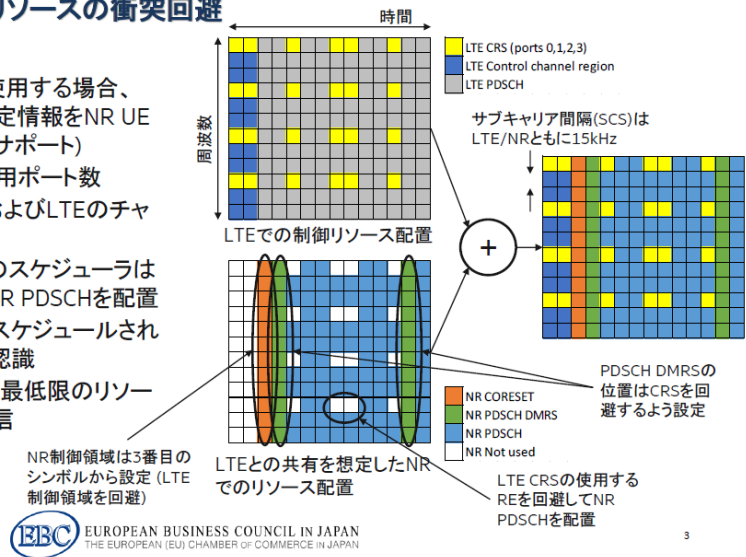 リソースの衝突回避
使用する場合、
定情報をNR UE
サポート)
用ポート数
およびLTEのチャ
のスケジューラは
R PDSCHを配置
スケジュールされ
認識
最低限のリソー
言
時間
周波数
LTE CRS (ports 0,1,2,3)
LTE Control channel region
LTE PDSCH
LTEでの制御リソース配置
サブキャリア間隔(SCS)は
LTE/NRともに15kHz
+
NR CORESET
NR PDSCH DMRS
NR PDSCH
NR Not used
PDSCH DMRSの
位置はCRSを回
避するよう設定
NR制御領域は3番目の
シンボルから設定 (LTE
制御領域を回避)
LTEとの共有を想定したNR
でのリソース配置
LTE CRSの使用する
REを回避してNR
PDSCHを配置
EBC
EUROPEAN BUSINESS COUNCIL IN JAPAN
THE EUROPEAN (EU) CHAMBER OF COMMERCE IN JAPAN
3